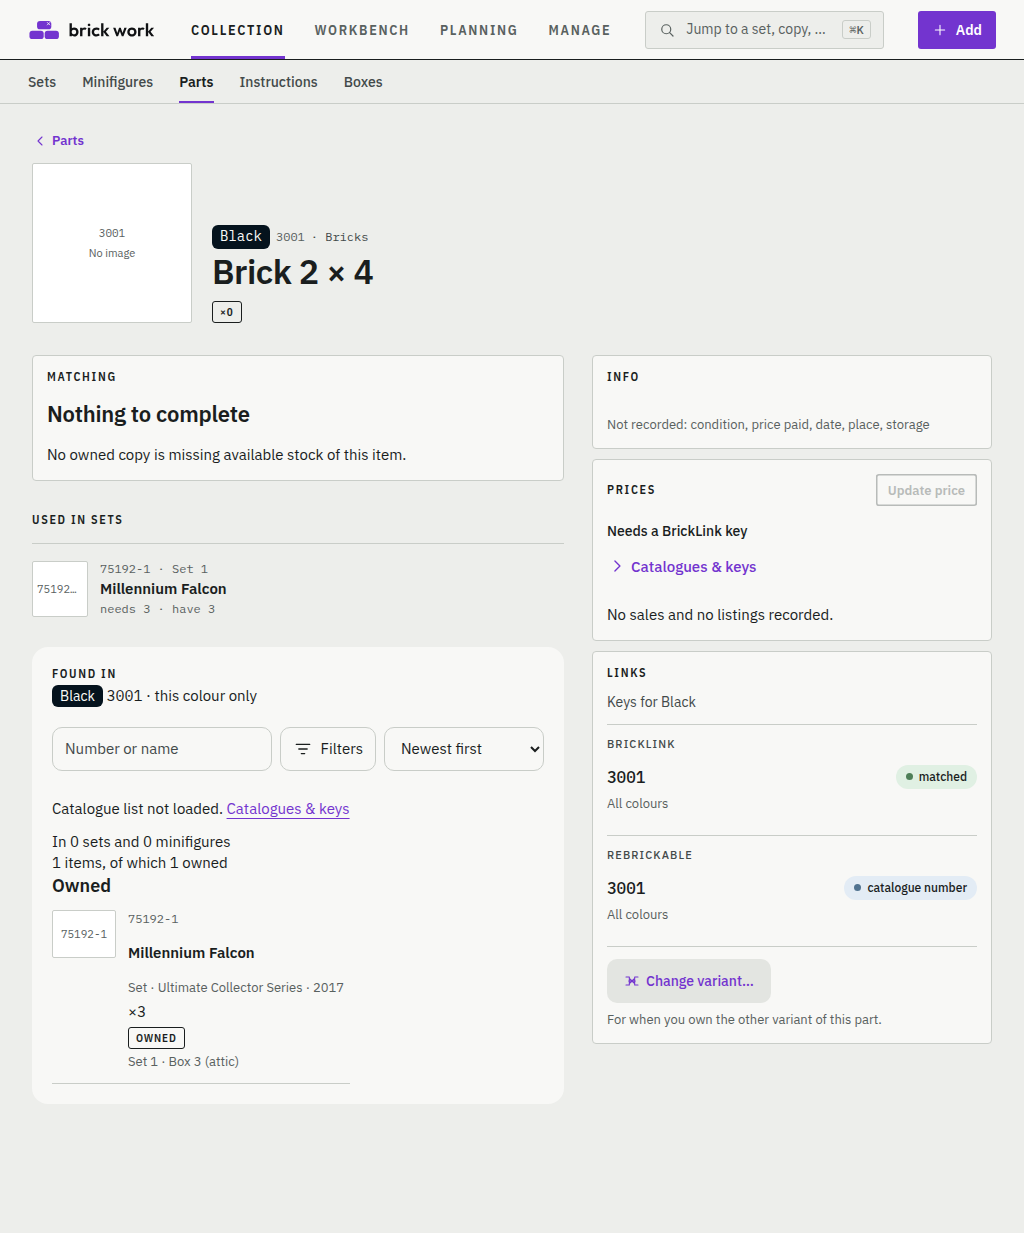 brick work
COLLECTION
WORKBENCH
PLANNING
MANAGE
Jump to a set, copy, ...
⌘K
Add
Sets
Minifigures
Parts
Instructions
Boxes
Parts
3001
No image
Black 3001 · Bricks
Brick 2 × 4
×0
MATCHING
Nothing to complete
No owned copy is missing available stock of this item.
USED IN SETS
75192…
75192-1 · Set 1
Millennium Falcon
needs 3 · have 3
FOUND IN
Black 3001 · this colour only
Number or name
Filters
Newest first
Catalogue list not loaded. Catalogues & keys
In 0 sets and 0 minifigures
1 items, of which 1 owned
Owned
75192-1
75192-1
Millennium Falcon
Set · Ultimate Collector Series · 2017
×3
OWNED
Set 1 · Box 3 (attic)
INFO
Not recorded: condition, price paid, date, place, storage
PRICES
Update price
Needs a BrickLink key
Catalogues & keys
No sales and no listings recorded.
LINKS
Keys for Black
BRICKLINK
3001
matched
All colours
REBRICKABLE
3001
catalogue number
All colours
Change variant...
For when you own the other variant of this part.